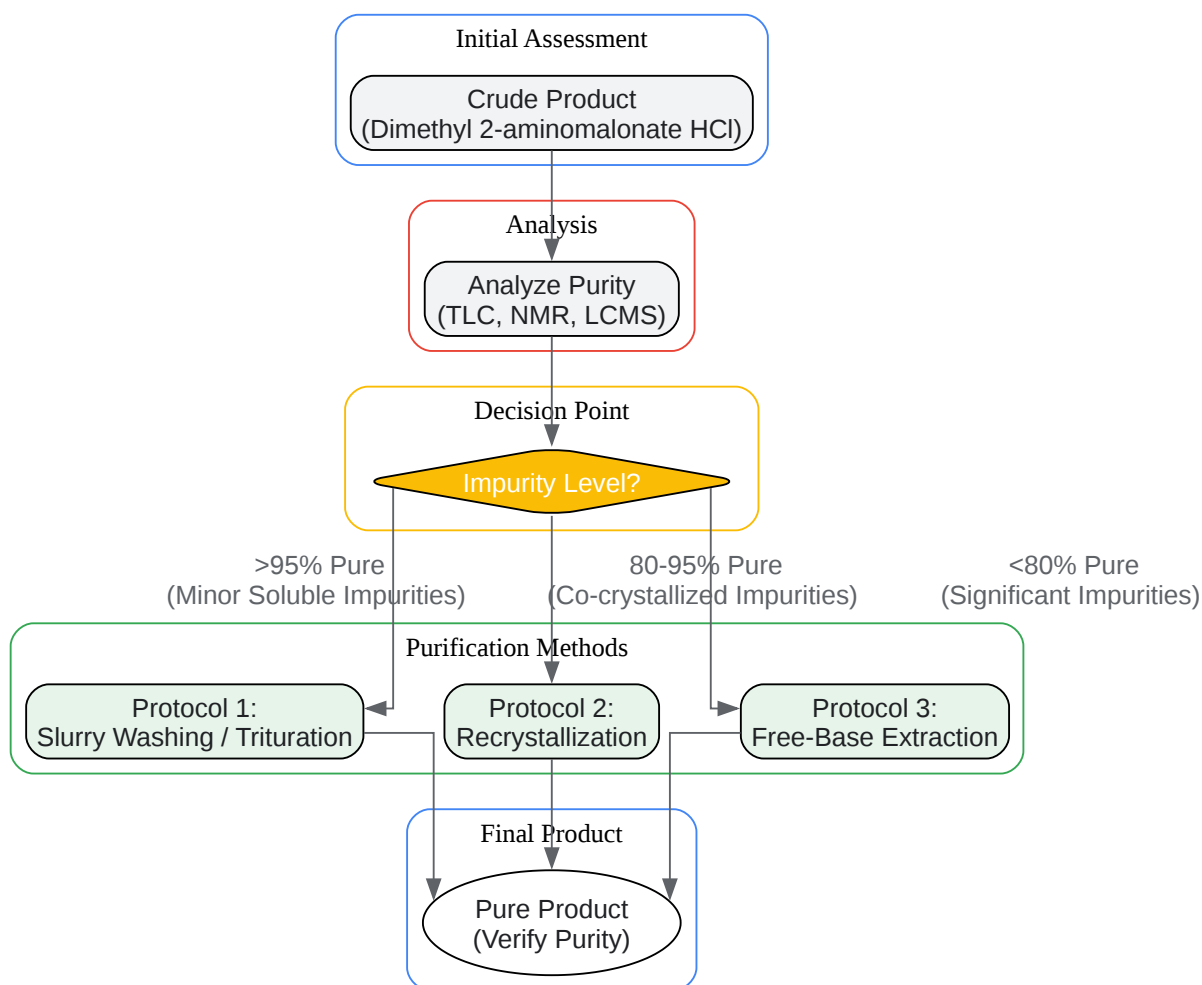 Initial Assessment
Crude Product
(Dimethyl 2-aminomalonate HCl)
Analysis
Analyze Purity
(TLC, NMR, LCMS)
Decision Point
Impurity Level?
>95% Pure
(Minor Soluble Impurities)
80-95% Pure
(Co-crystallized Impurities)
<80% Pure
(Significant Impurities)
Purification Methods
Protocol 1:
Slurry Washing / Trituration
Protocol 2:
Recrystallization
Protocol 3:
Free-Base Extraction
Final Product
Pure Product
(Verify Purity)